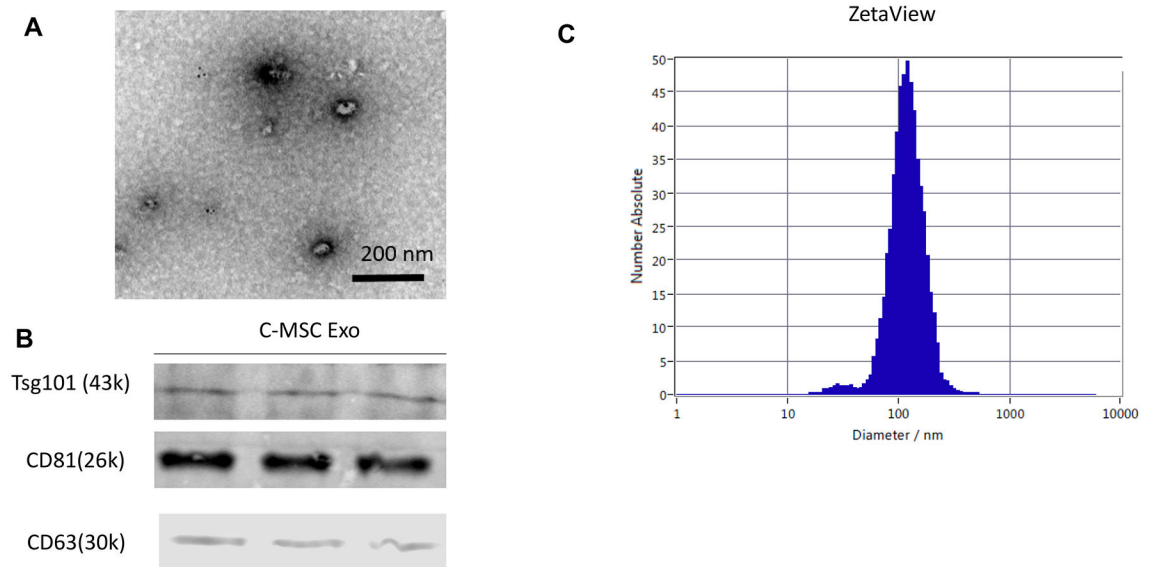 A
200 nm
B
C-MSC Exo
Tsg101 (43k)
CD81(26k)
CD63(30k)
C
ZetaView
Number Absolute
50
45
40
35
30
25
20
15
10
5
0
1 10 100 1000 10000
Diameter / nm